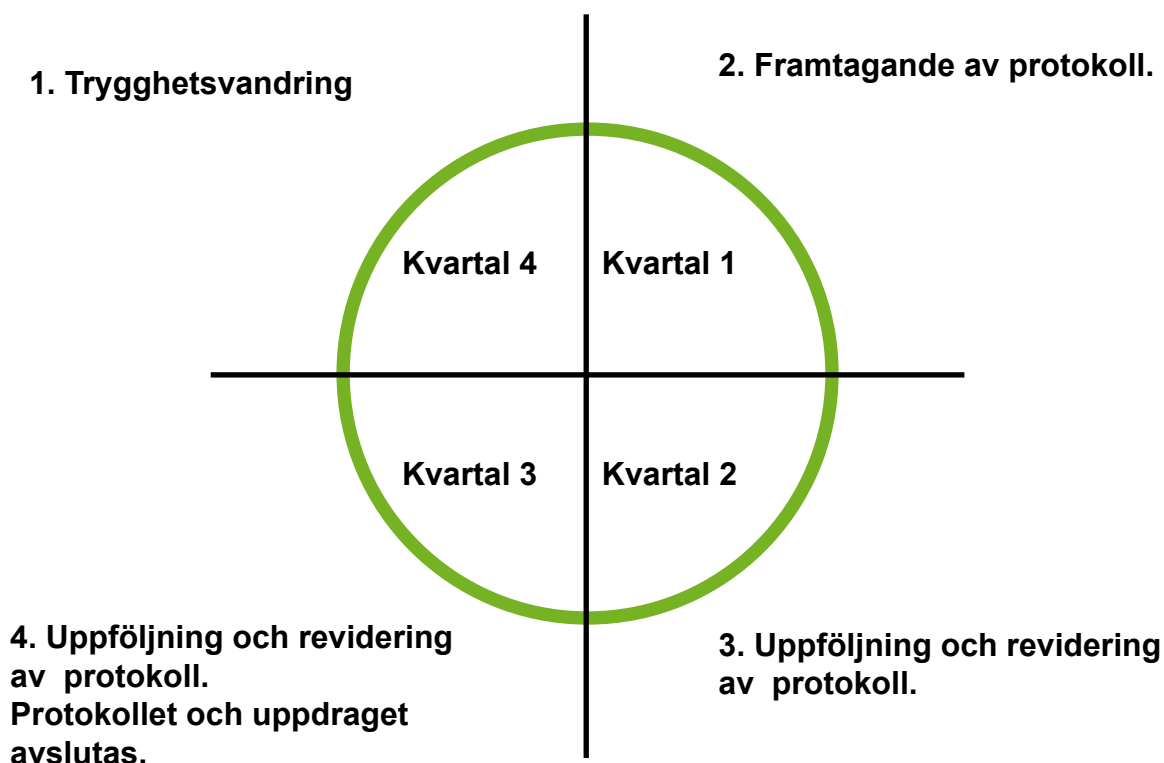 1. Trygghetsvandring
2. Framtagande av protokoll.
Kvartal 4
Kvartal 1
Kvartal 3
Kvartal 2
4. Uppföljning och revidering
av  protokoll.
Protokollet och uppdraget
avslutas.
3. Uppföljning och revidering
av  protokoll.